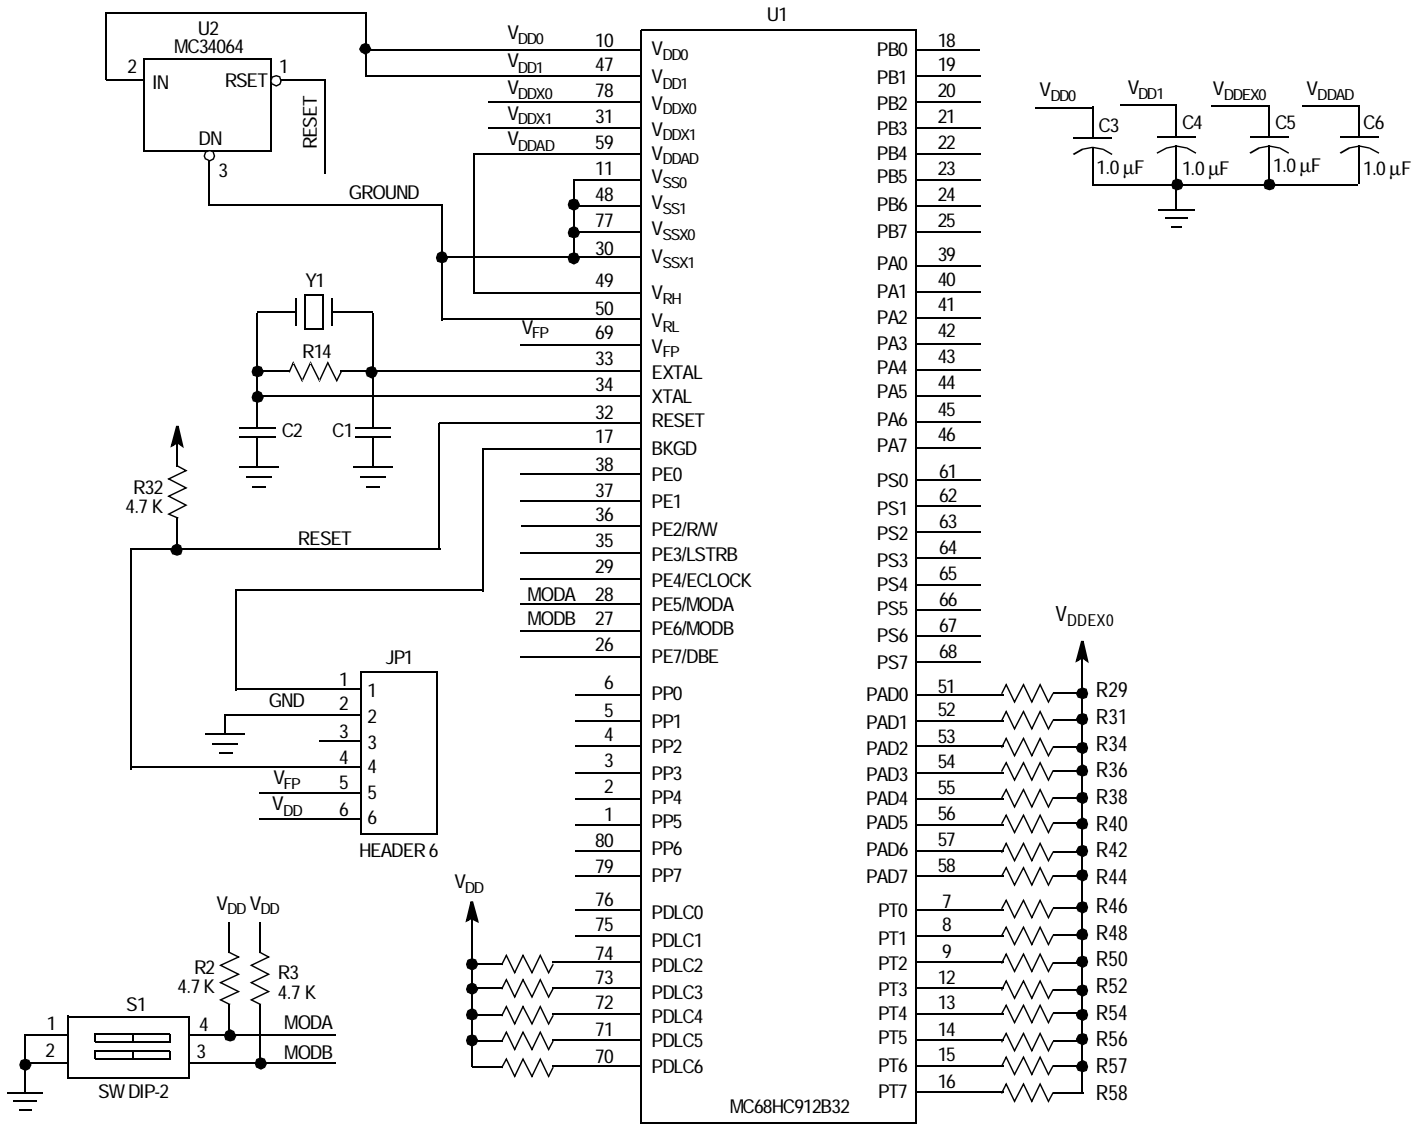 U1
U2
MC34064
2
IN
RSET
1
RESET
DN
3
GROUND
VDD0 10 VDD0
VDD1 47 VDD1
VDDX0 78 VDDX0
VDDX1 31 VDDX1
VDDAD 59 VDDAD
11 VSS0
48 VSS1
77 VSSX0
30 VSSX1
49 VRH
50 VRL
VFP 69 VFP
33 EXTAL
34 XTAL
32 RESET
17 BKGD
38 PE0
37 PE1
36 PE2/R/W
35 PE3/LSTRB
29 PE4/ECLOCK
MODA 28 PE5/MODA
MODB 27 PE6/MODB
26 PE7/DBE
6 PP0
5 PP1
4 PP2
3 PP3
2 PP4
1 PP5
80 PP6
79 PP7
76 PDLC0
75 PDLC1
74 PDLC2
73 PDLC3
72 PDLC4
71 PDLC5
70 PDLC6
VDD
PB0 18
PB1 19
PB2 20
PB3 21
PB4 22
PB5 23
PB6 24
PB7 25
PA0 39
PA1 40
PA2 41
PA3 42
PA4 43
PA5 44
PA6 45
PA7 46
PS0 61
PS1 62
PS2 63
PS3 64
PS4 65
PS5 66
PS6 67
PS7 68
VDDEX0
PAD0 51 R29
PAD1 52 R31
PAD2 53 R34
PAD3 54 R36
PAD4 55 R38
PAD5 56 R40
PAD6 57 R42
PAD7 58 R44
PT0 7 R46
PT1 8 R48
PT2 9 R50
PT3 12 R52
PT4 13 R54
PT5 14 R56
PT6 15 R57
PT7 16 R58
MC68HC912B32
VDD0 VDD1 VDDEX0 VDDAD
C3 C4 C5 C6
1.0 µF 1.0 µF 1.0 µF 1.0 µF
Y1
R14
C2 C1
R32
4.7 K
RESET
JP1
1 1
GND 2 2
3 3
4 4
VFP 5 5
VDD 6 6
HEADER 6
VDD VDD
R2
4.7 K
R3
4.7 K
S1
1 4 MODA
2 3 MODB
SW DIP-2